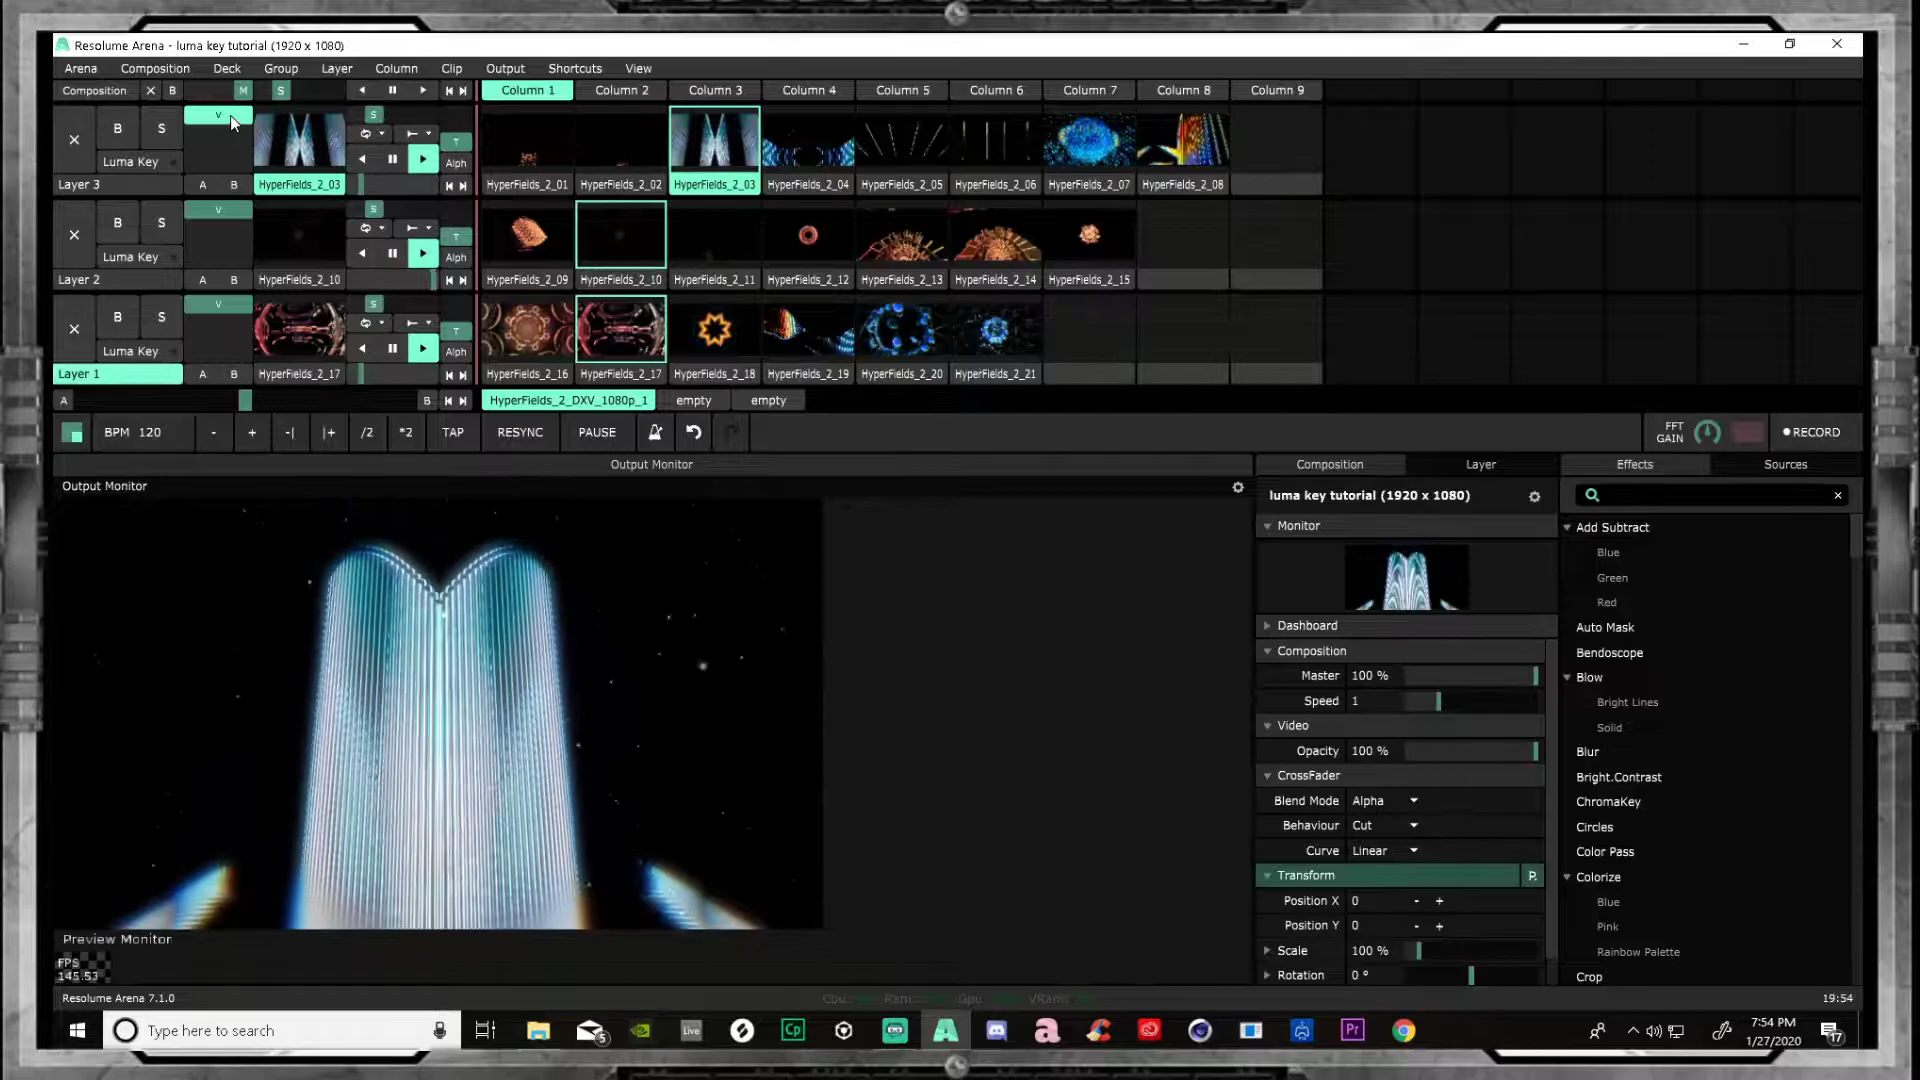 Resolume Arena - luma key tutorial (1920 x 1080)
Arena Composition Deck Group Layer Column Clip Output Shortcuts View
Composition B M S Column 1 Column 2 Column 3 Column 4 Column 5 Column 6 Column 7 Column 8 Column 9
V S
B S T
Luma Key Alph
Layer 3 A B HyperFields_2_03 HyperFields_2_01 HyperFields_2_02 HyperFields_2_03 HyperFields_2_04 HyperFields_2_05 HyperFields_2_06 HyperFields_2_07 HyperFields_2_08
V S
B S T
Luma Key Alph
Layer 2 A B HyperFields_2_10 HyperFields_2_09 HyperFields_2_10 HyperFields_2_11 HyperFields_2_12 HyperFields_2_13 HyperFields_2_14 HyperFields_2_15
V S
B S T
Luma Key Alph
Layer 1 A B HyperFields_2_17 HyperFields_2_16 HyperFields_2_17 HyperFields_2_18 HyperFields_2_19 HyperFields_2_20 HyperFields_2_21
A B HyperFields_2_DXV_1080p_1 empty empty
BPM 120 - + -| |+ /2 *2 TAP RESYNC PAUSE FFT GAIN RECORD
Output Monitor Composition Layer Effects Sources
Output Monitor
luma key tutorial (1920 x 1080)
Monitor
Dashboard
Composition
Master 100 %
Speed 1
Video
Opacity 100 %
CrossFader
Blend Mode Alpha
Behaviour Cut
Curve Linear
Transform P.
Position X 0 - +
Position Y 0 - +
Scale 100 %
Rotation 0 °
Add Subtract
Blue
Green
Red
Auto Mask
Bendoscope
Blow
Bright Lines
Solid
Blur
Bright.Contrast
ChromaKey
Circles
Color Pass
Colorize
Blue
Pink
Rainbow Palette
Crop
Preview Monitor
FPS
145.53
Resolume Arena 7.1.0 Cpu: Ram: Gpu: VRam: 19:54
Type here to search 5 Live Cp Pr 7:54 PM
1/27/2020 17